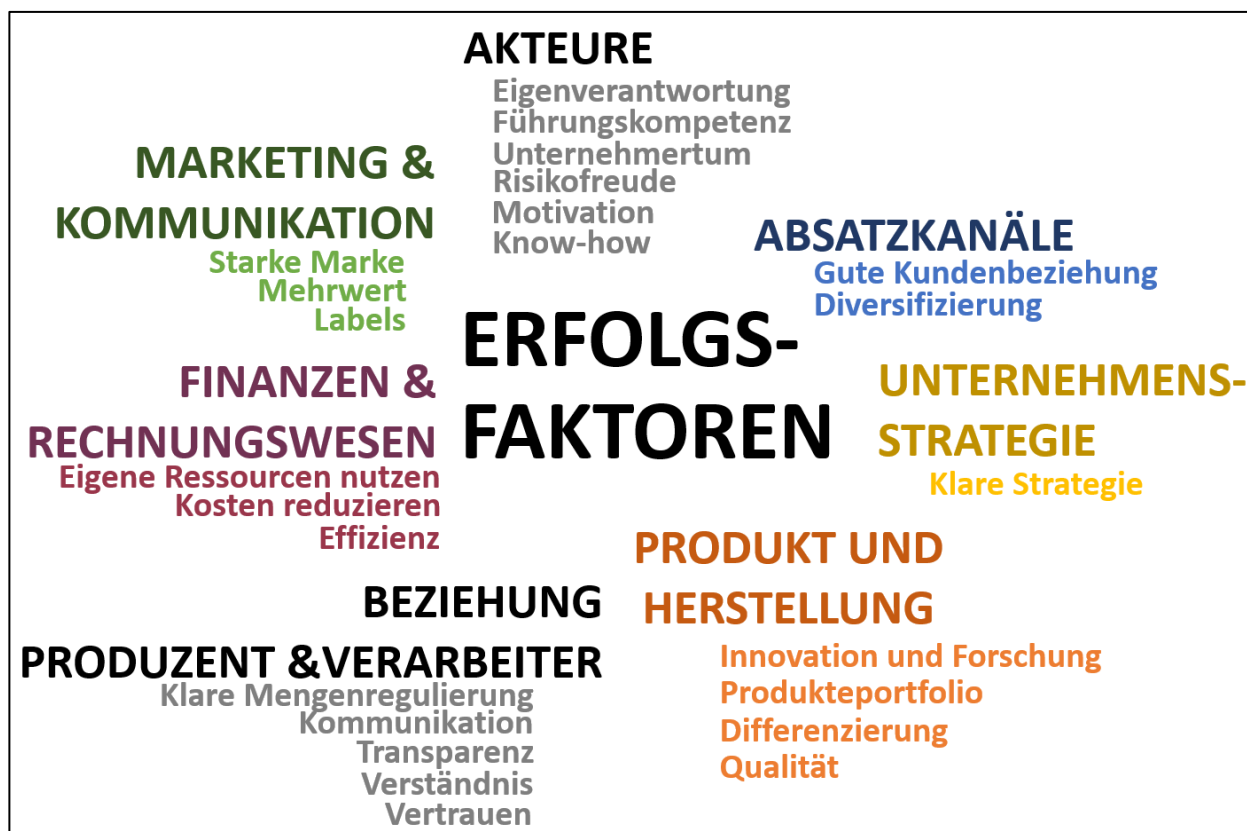 AKTEURE
Eigenverantwortung
Führungskompetenz
Unternehmertum
Risikofreude
Motivation
Know-how
MARKETING &
KOMMUNIKATION
Starke Marke
Mehrwert
Labels
ABSATZKANÄLE
Gute Kundenbeziehung
Diversifizierung
ERFOLGS-
FAKTOREN
FINANZEN &
RECHNUNGSWESEN
Eigene Ressourcen nutzen
Kosten reduzieren
Effizienz
UNTERNEHMENS-
STRATEGIE
Klare Strategie
BEZIEHUNG
PRODUZENT &VERARBEITER
Klare Mengenregulierung
Kommunikation
Transparenz
Verständnis
Vertrauen
PRODUKT UND
HERSTELLUNG
Innovation und Forschung
Produkteportfolio
Differenzierung
Qualität